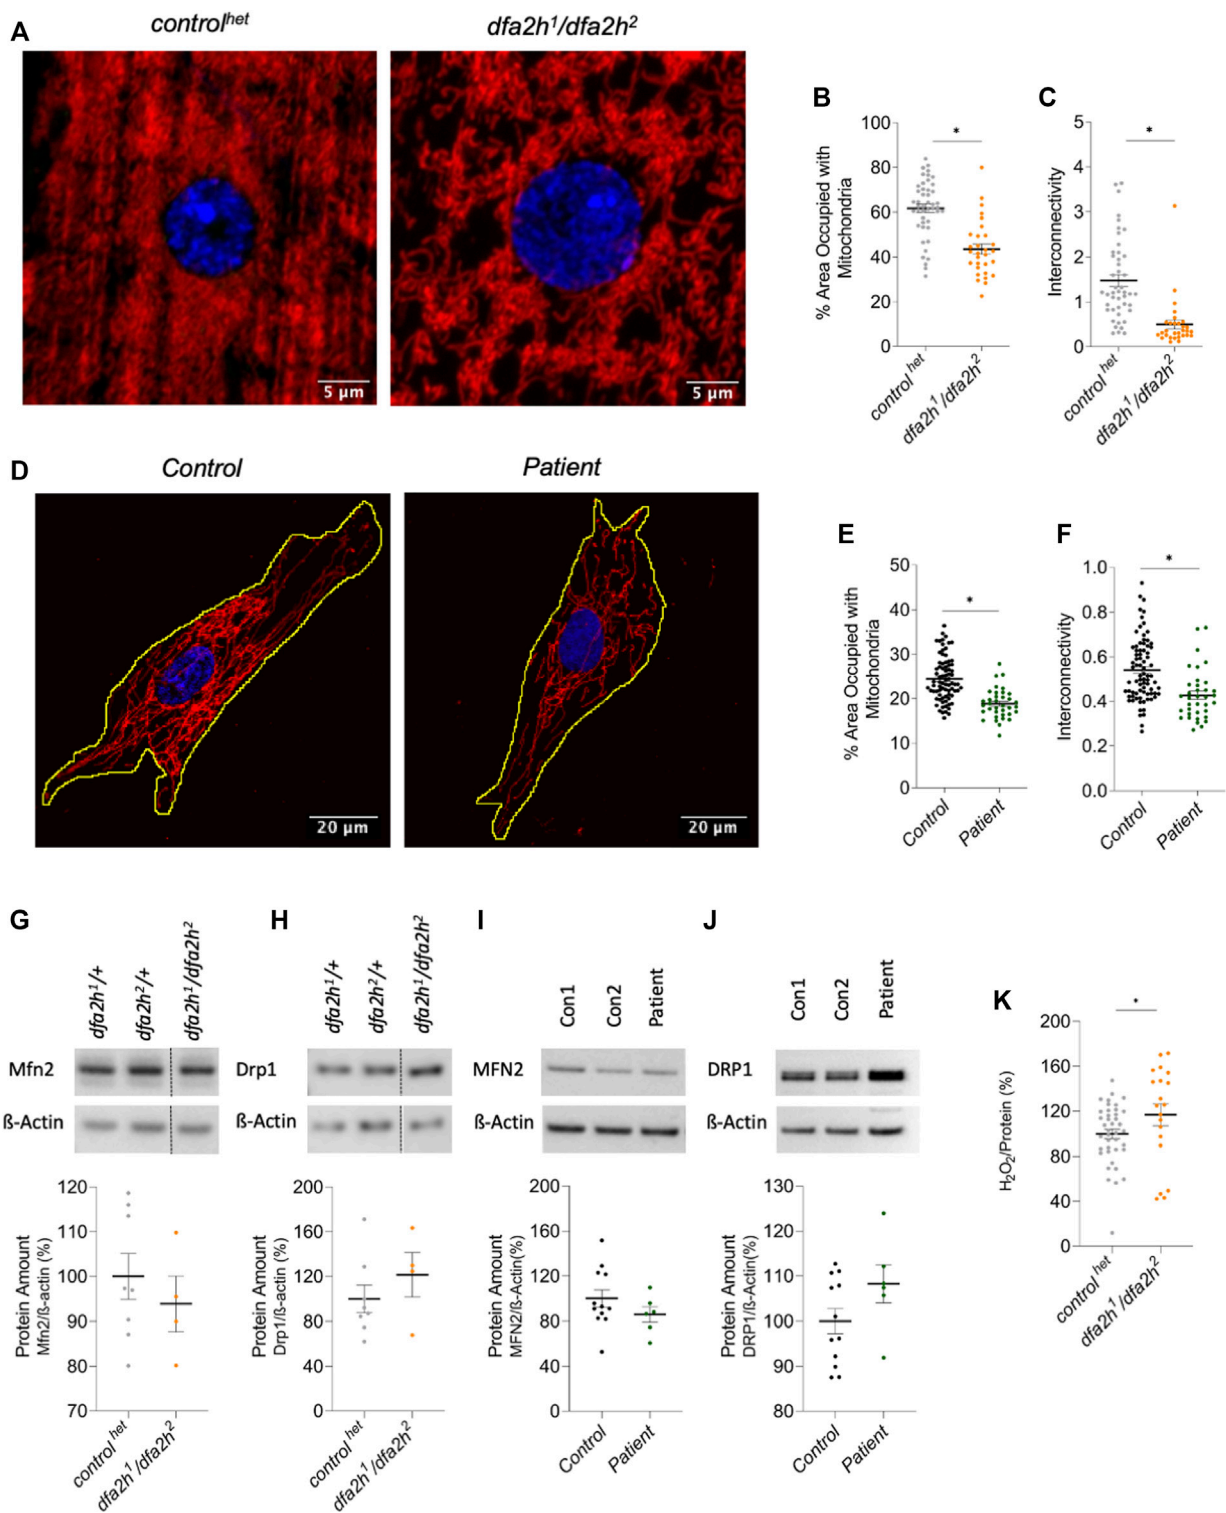 A
control^het
dfa2h^1/dfa2h^2
5 µm
5 µm
B
% Area Occupied with
Mitochondria
100
80
60
40
20
0
control^het
dfa2h^1/dfa2h^2
*
C
Interconnectivity
5
4
3
2
1
0
control^het
dfa2h^1/dfa2h^2
*
D
Control
Patient
20 µm
20 µm
E
% Area Occupied with
Mitochondria
50
40
30
20
10
0
Control
Patient
*
F
Interconnectivity
1.0
0.8
0.6
0.4
0.2
0.0
Control
Patient
*
G
dfa2h^1/+
dfa2h^2/+
dfa2h^1/dfa2h^2
Mfn2
ß-Actin
Protein Amount
Mfn2/ß-actin (%)
120
110
100
90
80
70
control^het
dfa2h^1/dfa2h^2
H
dfa2h^1/+
dfa2h^2/+
dfa2h^1/dfa2h^2
Drp1
ß-Actin
Protein Amount
Drp1/ß-actin (%)
200
160
120
80
40
0
control^het
dfa2h^1/dfa2h^2
I
Con1
Con2
Patient
MFN2
ß-Actin
Protein Amount
MFN2/ß-Actin(%)
200
160
120
80
40
0
Control
Patient
J
Con1
Con2
Patient
DRP1
ß-Actin
Protein Amount
DRP1/ß-Actin(%)
130
120
110
100
90
80
Control
Patient
K
H₂O₂/Protein (%)
200
160
120
80
40
0
control^het
dfa2h^1/dfa2h^2
*